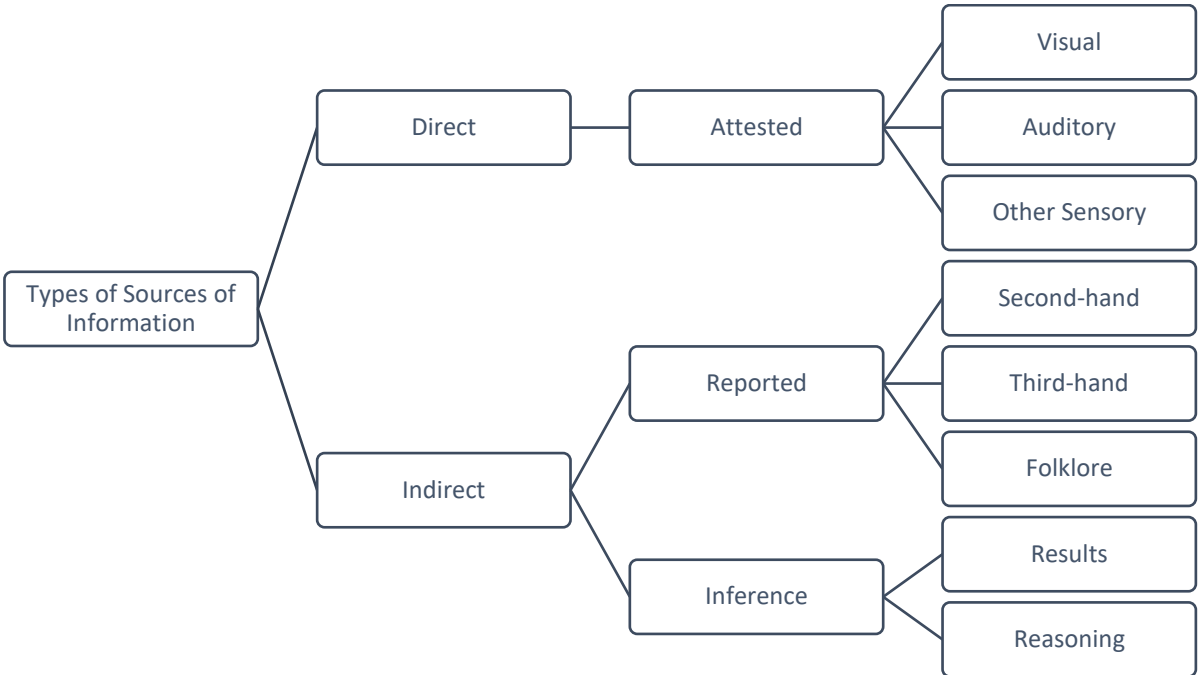 Visual
Direct
Attested
Auditory
Other Sensory
Types of Sources of
Information
Second-hand
Reported
Third-hand
Indirect
Folklore
Inference
Results
Reasoning